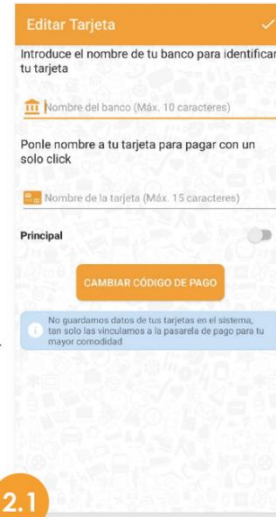 Editar Tarjeta
Introduce el nombre de tu banco para identificar
tu tarjeta
Nombre del banco (Máx. 10 caracteres)
Ponle nombre a tu tarjeta para pagar con un
solo click
Nombre de la tarjeta (Máx. 15 caracteres)
Principal
CAMBIAR CÓDIGO DE PAGO
No guardamos datos de tus tarjetas en el sistema,
tan solo las vinculamos a la pasarela de pago para tu
mayor comodidad
2.1